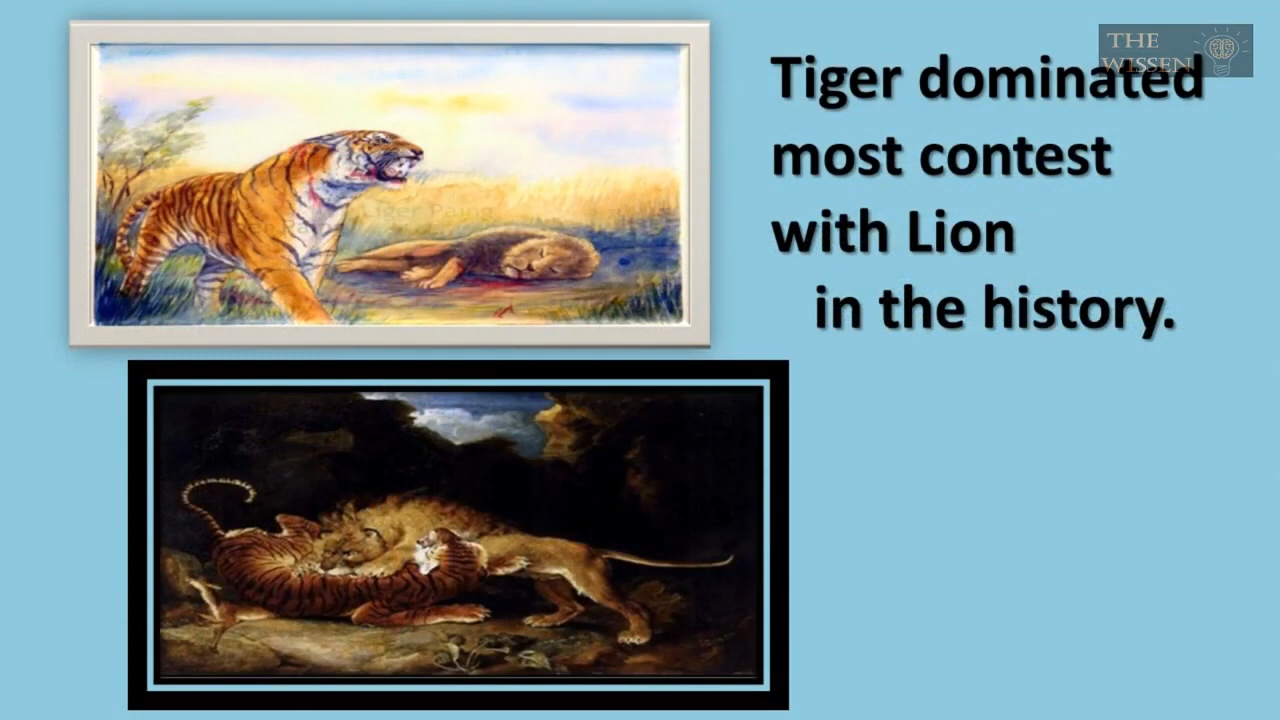 THE
WISSEN
Tiger dominated
most contest
with Lion
in the history.